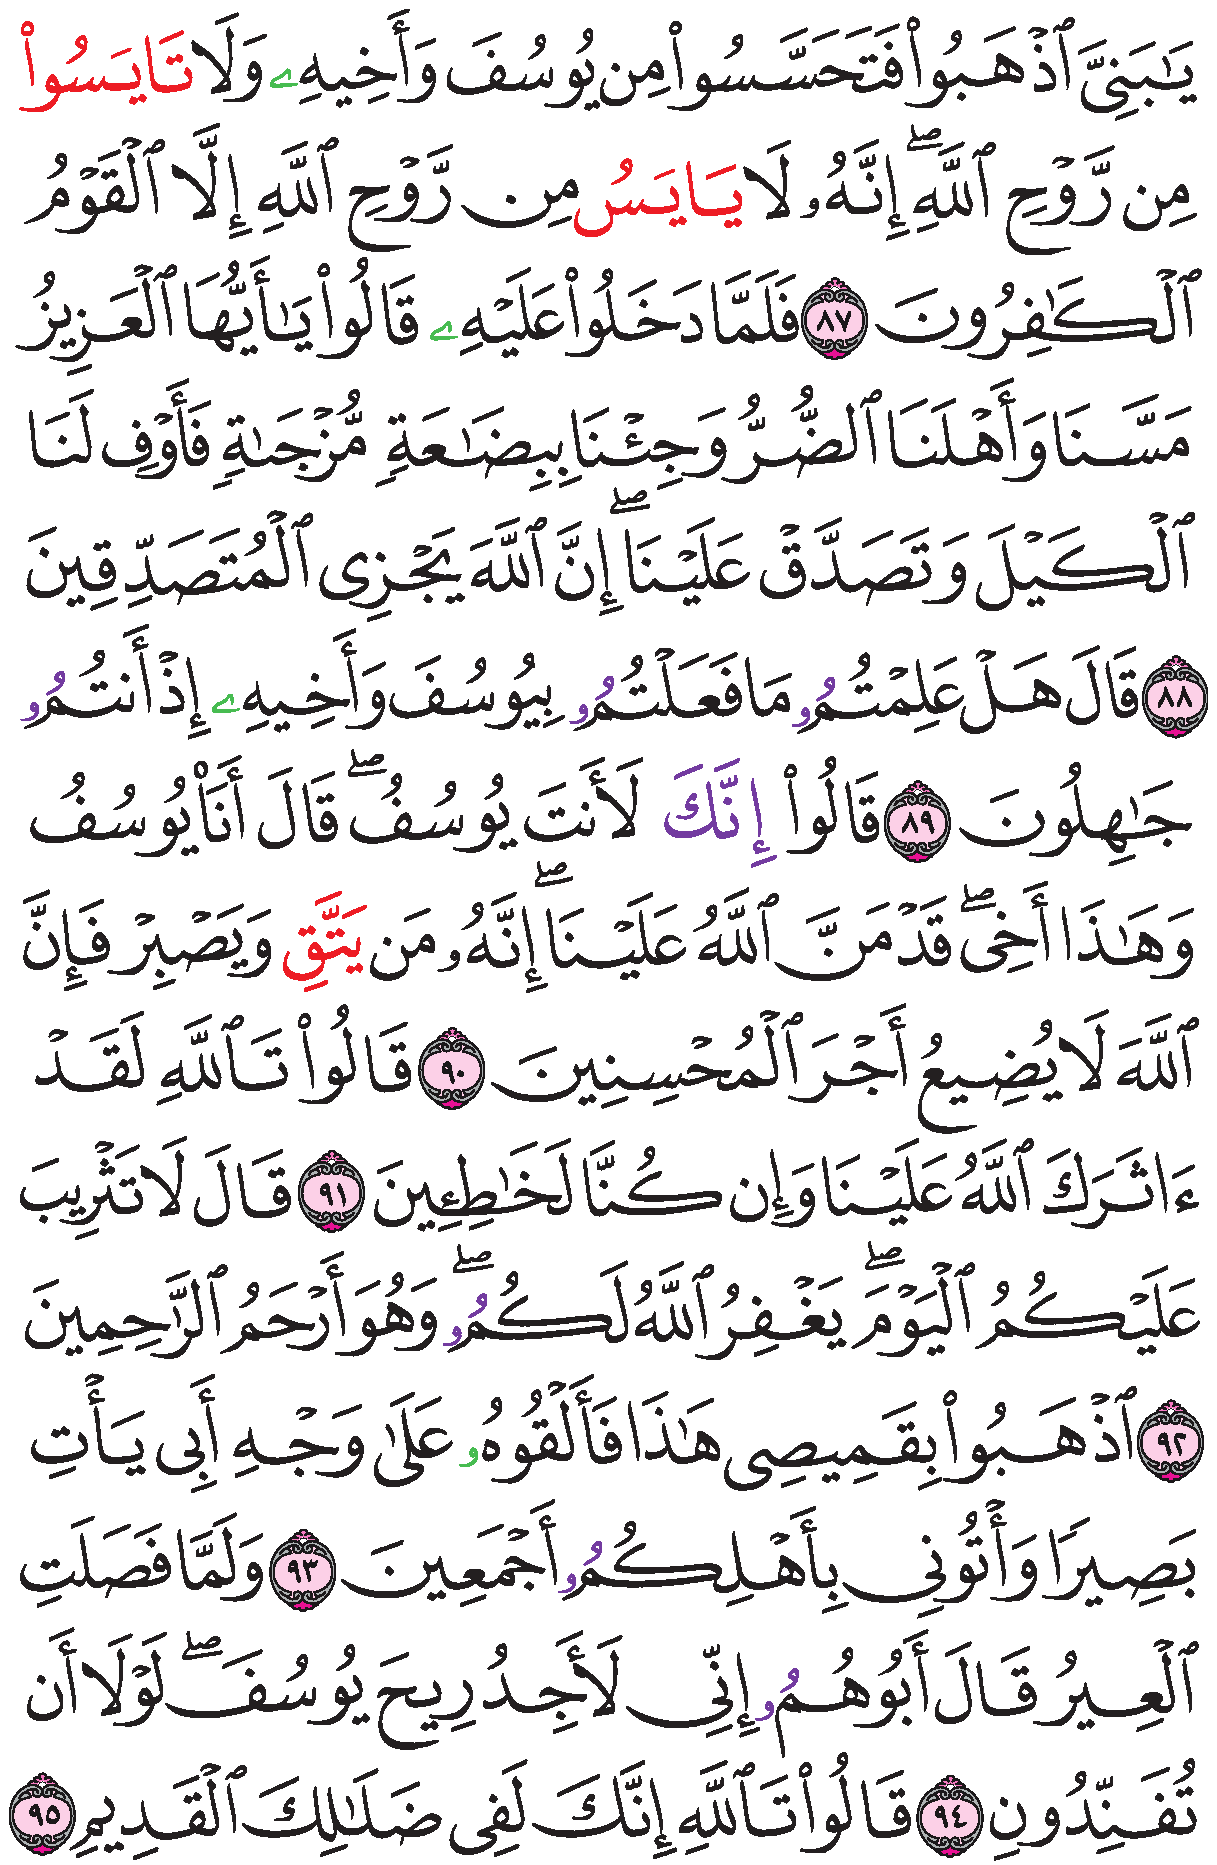 يَٰبَنِيَّ ٱذۡهَبُواْ فَتَحَسَّسُواْ مِن يُوسُفَ وَأَخِيهِۦ وَلَا تَايَسُواْ
مِن رَّوۡحِ ٱللَّهِۖ إِنَّهُۥ لَا يَايَسُ مِن رَّوۡحِ ٱللَّهِ إِلَّا ٱلۡقَوۡمُ
ٱلۡكَٰفِرُونَ ٨٧ فَلَمَّا دَخَلُواْ عَلَيۡهِۦ قَالُواْ يَٰأَيُّهَا ٱلۡعَزِيزُ
مَسَّنَا وَأَهۡلَنَا ٱلضُّرُّ وَجِئۡنَا بِبِضَٰعَةٖ مُّزۡجَىٰةٖ فَأَوۡفِ لَنَا
ٱلۡكَيۡلَ وَتَصَدَّقۡ عَلَيۡنَاۖ إِنَّ ٱللَّهَ يَجۡزِي ٱلۡمُتَصَدِّقِينَ
٨٨ قَالَ هَلۡ عَلِمۡتُمُۥ مَا فَعَلۡتُمُۥ بِيُوسُفَ وَأَخِيهِۦ إِذۡ أَنتُمُۥ
جَٰهِلُونَ ٨٩ قَالُواْ إِنَّكَ لَأَنتَ يُوسُفُۖ قَالَ أَنَا۠ يُوسُفُ
وَهَٰذَا أَخِيۖ قَدۡ مَنَّ ٱللَّهُ عَلَيۡنَاۖ إِنَّهُۥ مَن يَتَّقِ وَيَصۡبِرۡ فَإِنَّ
ٱللَّهَ لَا يُضِيعُ أَجۡرَ ٱلۡمُحۡسِنِينَ ٩٠ قَالُواْ تَٱللَّهِ لَقَدۡ
ءَاثَرَكَ ٱللَّهُ عَلَيۡنَا وَإِن كُنَّا لَخَٰطِـِٔينَ ٩١ قَالَ لَا تَثۡرِيبَ
عَلَيۡكُمُ ٱلۡيَوۡمَۖ يَغۡفِرُ ٱللَّهُ لَكُمُۥۖ وَهُوَ أَرۡحَمُ ٱلرَّٰحِمِينَ
٩٢ ٱذۡهَبُواْ بِقَمِيصِي هَٰذَا فَأَلۡقُوهُۥ عَلَىٰ وَجۡهِ أَبِي يَأۡتِ
بَصِيرٗا وَأۡتُونِي بِأَهۡلِكُمُۥ أَجۡمَعِينَ ٩٣ وَلَمَّا فَصَلَتِ
ٱلۡعِيرُ قَالَ أَبُوهُمُۥ إِنِّي لَأَجِدُ رِيحَ يُوسُفَۖ لَوۡلَا أَن
تُفَنِّدُونِ ٩٤ قَالُواْ تَٱللَّهِ إِنَّكَ لَفِي ضَلَٰلِكَ ٱلۡقَدِيمِ ٩٥